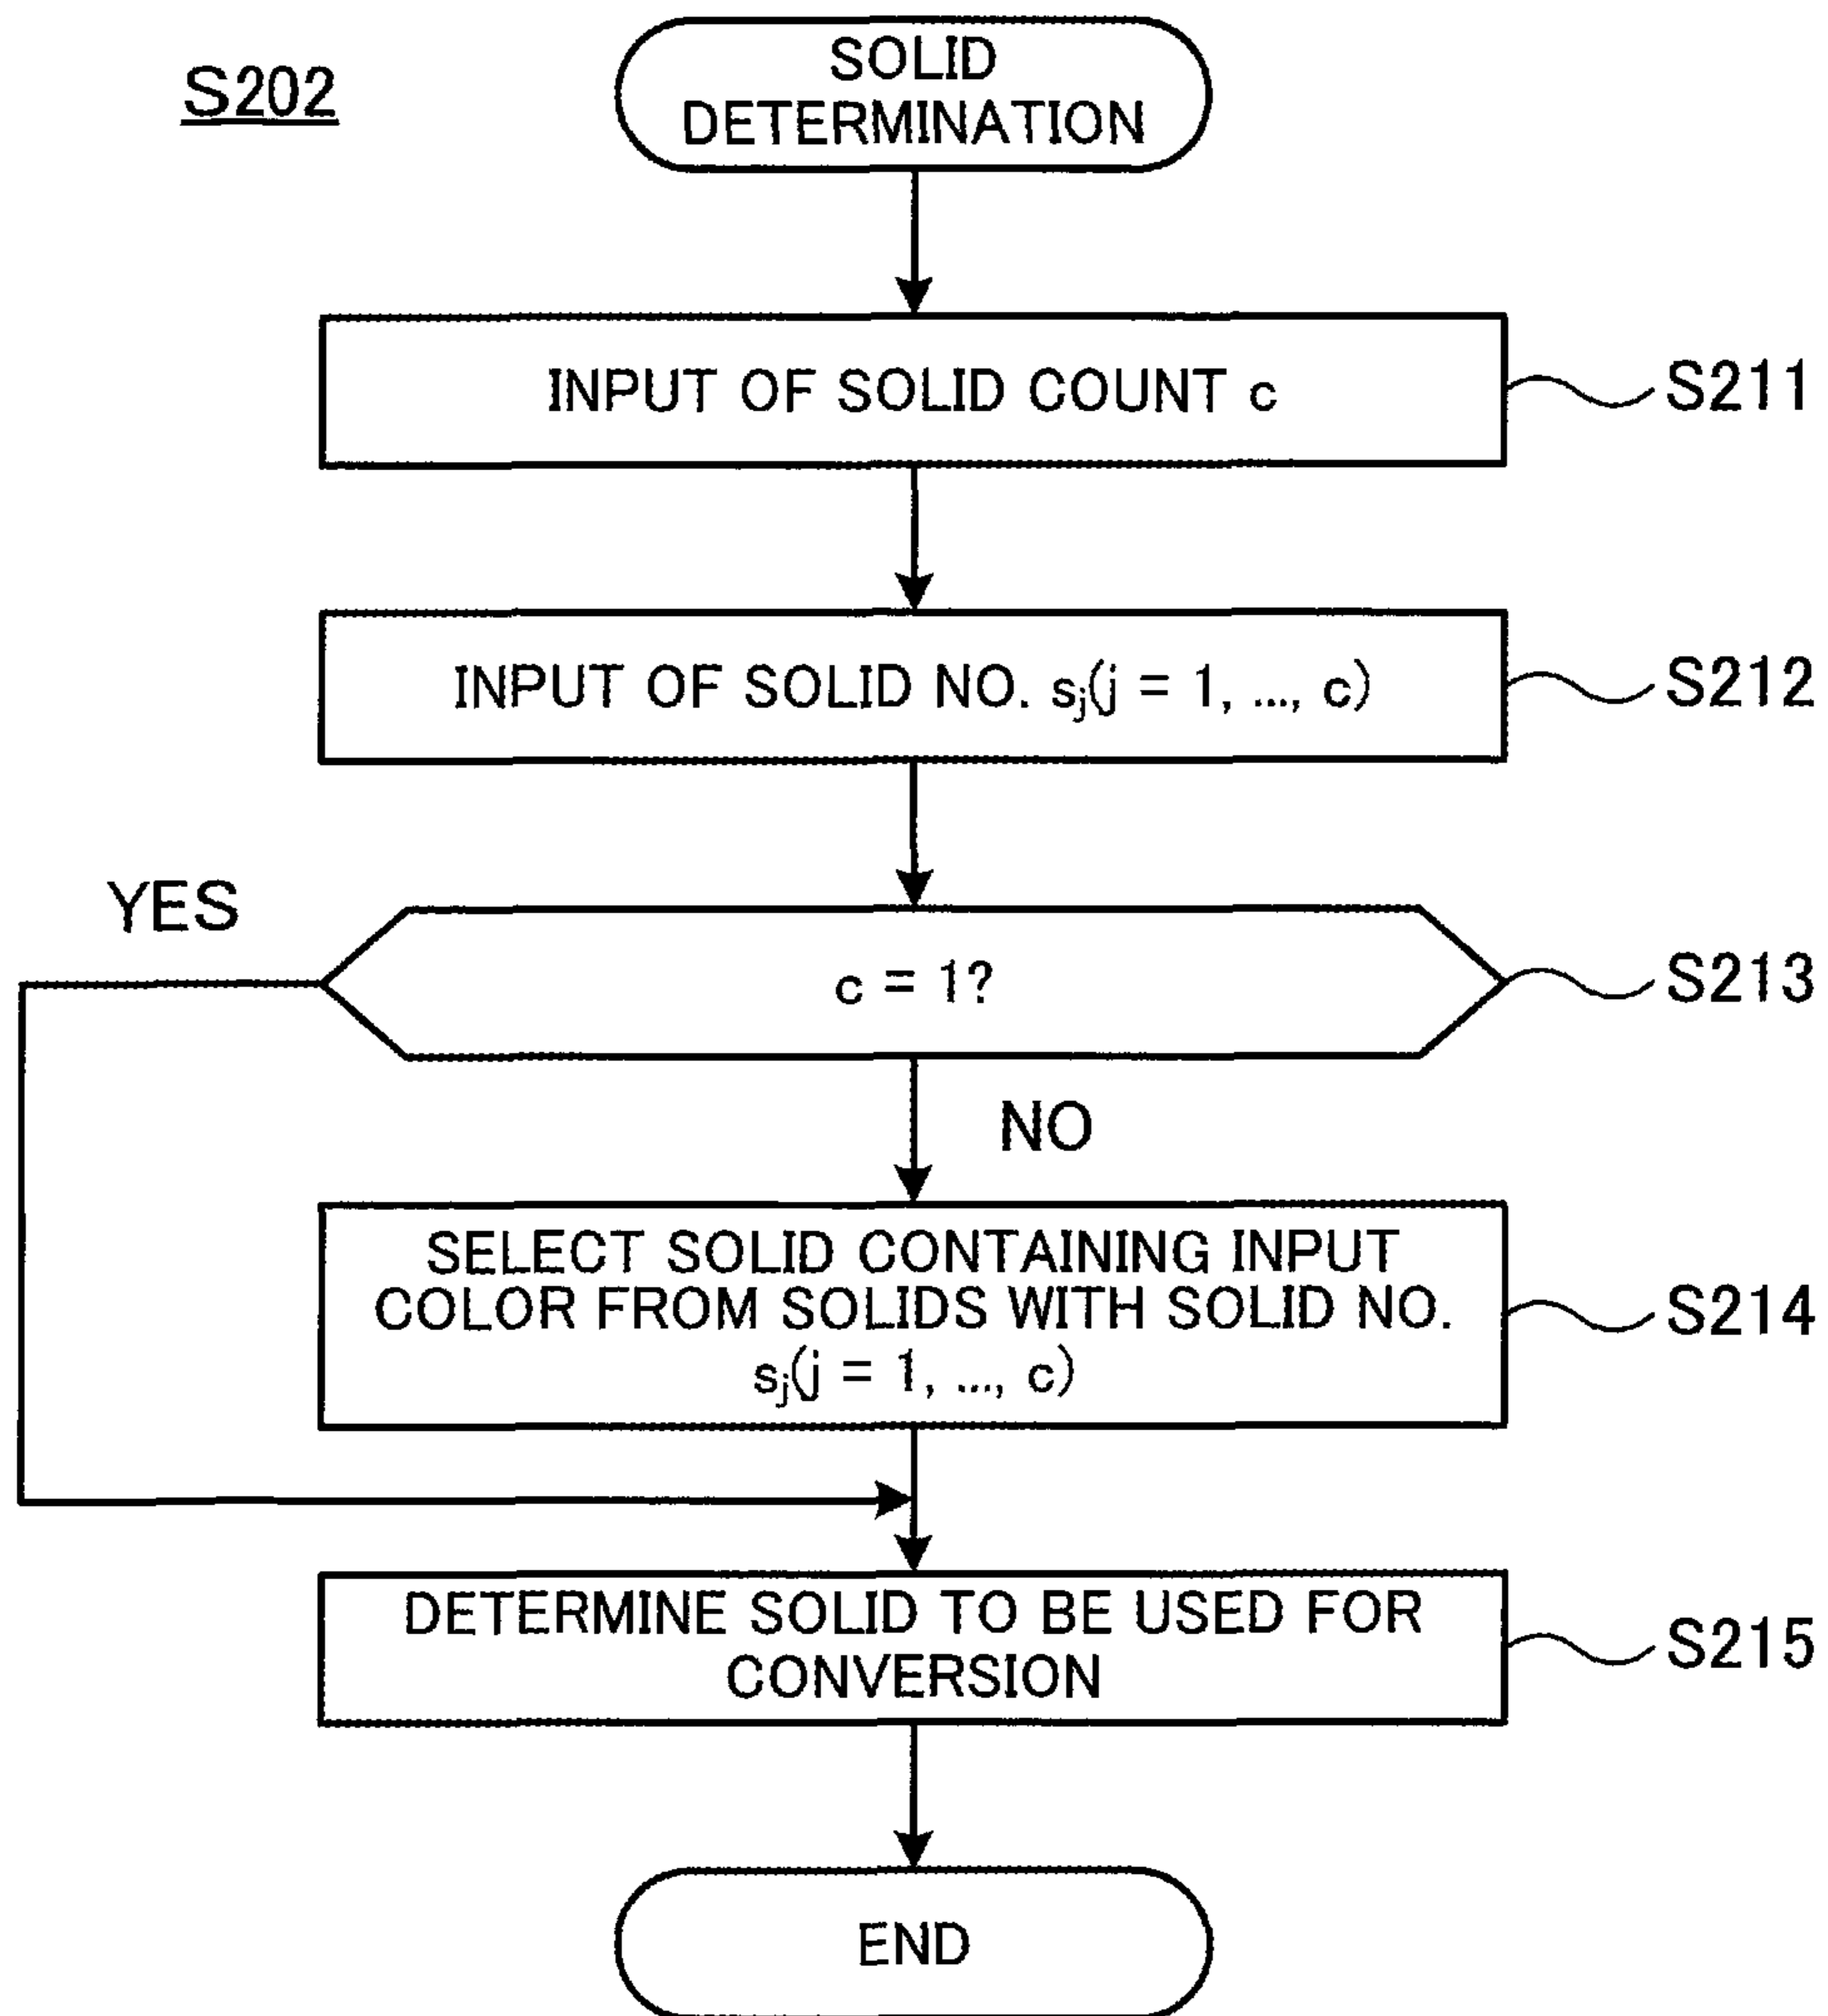 S202
SOLID
DETERMINATION
INPUT OF SOLID COUNT c
S211
INPUT OF SOLID NO. sj(j = 1, ..., c)
S212
YES
c = 1?
S213
NO
SELECT SOLID CONTAINING INPUT
COLOR FROM SOLIDS WITH SOLID NO.
sj(j = 1, ..., c)
S214
DETERMINE SOLID TO BE USED FOR
CONVERSION
S215
END